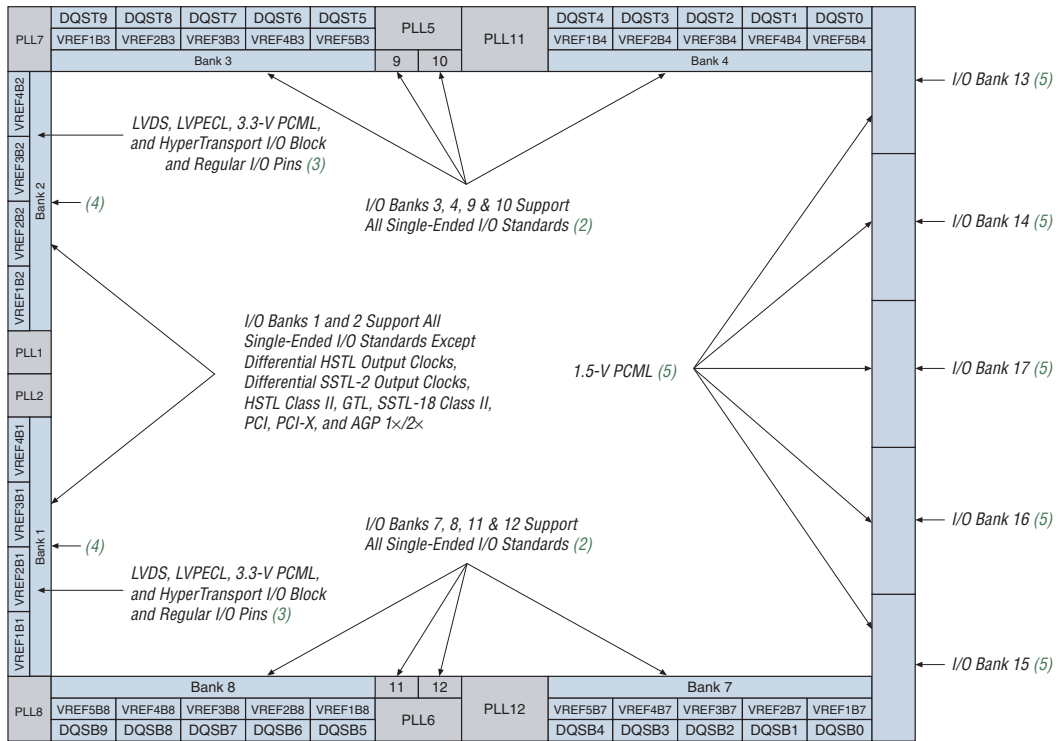 PLL7
DQST9 DQST8 DQST7 DQST6 DQST5
VREF1B3 VREF2B3 VREF3B3 VREF4B3 VREF5B3
Bank 3
PLL5
9 10
PLL11
DQST4 DQST3 DQST2 DQST1 DQST0
VREF1B4 VREF2B4 VREF3B4 VREF4B4 VREF5B4
Bank 4
I/O Bank 13 (5)
VREF4B2
VREF3B2
VREF2B2
VREF1B2
Bank 2
LVDS, LVPECL, 3.3-V PCML,
and HyperTransport I/O Block
and Regular I/O Pins (3)
(4)
I/O Banks 3, 4, 9 & 10 Support
All Single-Ended I/O Standards (2)
I/O Bank 14 (5)
I/O Banks 1 and 2 Support All
Single-Ended I/O Standards Except
Differential HSTL Output Clocks,
Differential SSTL-2 Output Clocks,
HSTL Class II, GTL, SSTL-18 Class II,
PCI, PCI-X, and AGP 1×/2×
PLL1
PLL2
1.5-V PCML (5)
I/O Bank 17 (5)
VREF4B1
VREF3B1
VREF2B1
VREF1B1
Bank 1
(4)
I/O Banks 7, 8, 11 & 12 Support
All Single-Ended I/O Standards (2)
I/O Bank 16 (5)
LVDS, LVPECL, 3.3-V PCML,
and HyperTransport I/O Block
and Regular I/O Pins (3)
I/O Bank 15 (5)
PLL8
Bank 8
VREF5B8 VREF4B8 VREF3B8 VREF2B8 VREF1B8
DQSB9 DQSB8 DQSB7 DQSB6 DQSB5
11 12
PLL6
PLL12
Bank 7
VREF5B7 VREF4B7 VREF3B7 VREF2B7 VREF1B7
DQSB4 DQSB3 DQSB2 DQSB1 DQSB0